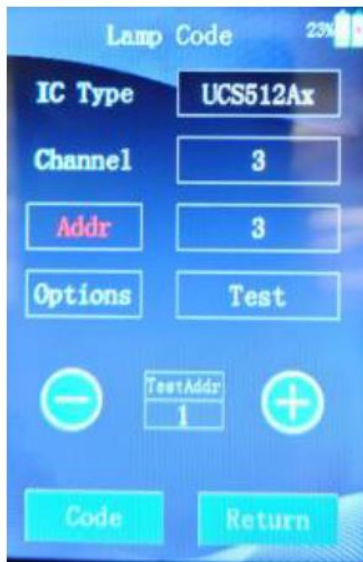 Lamp Code 23%
IC Type UCS512Ax
Channel 3
Addr 3
Options Test
TestAddr
1
Code Return